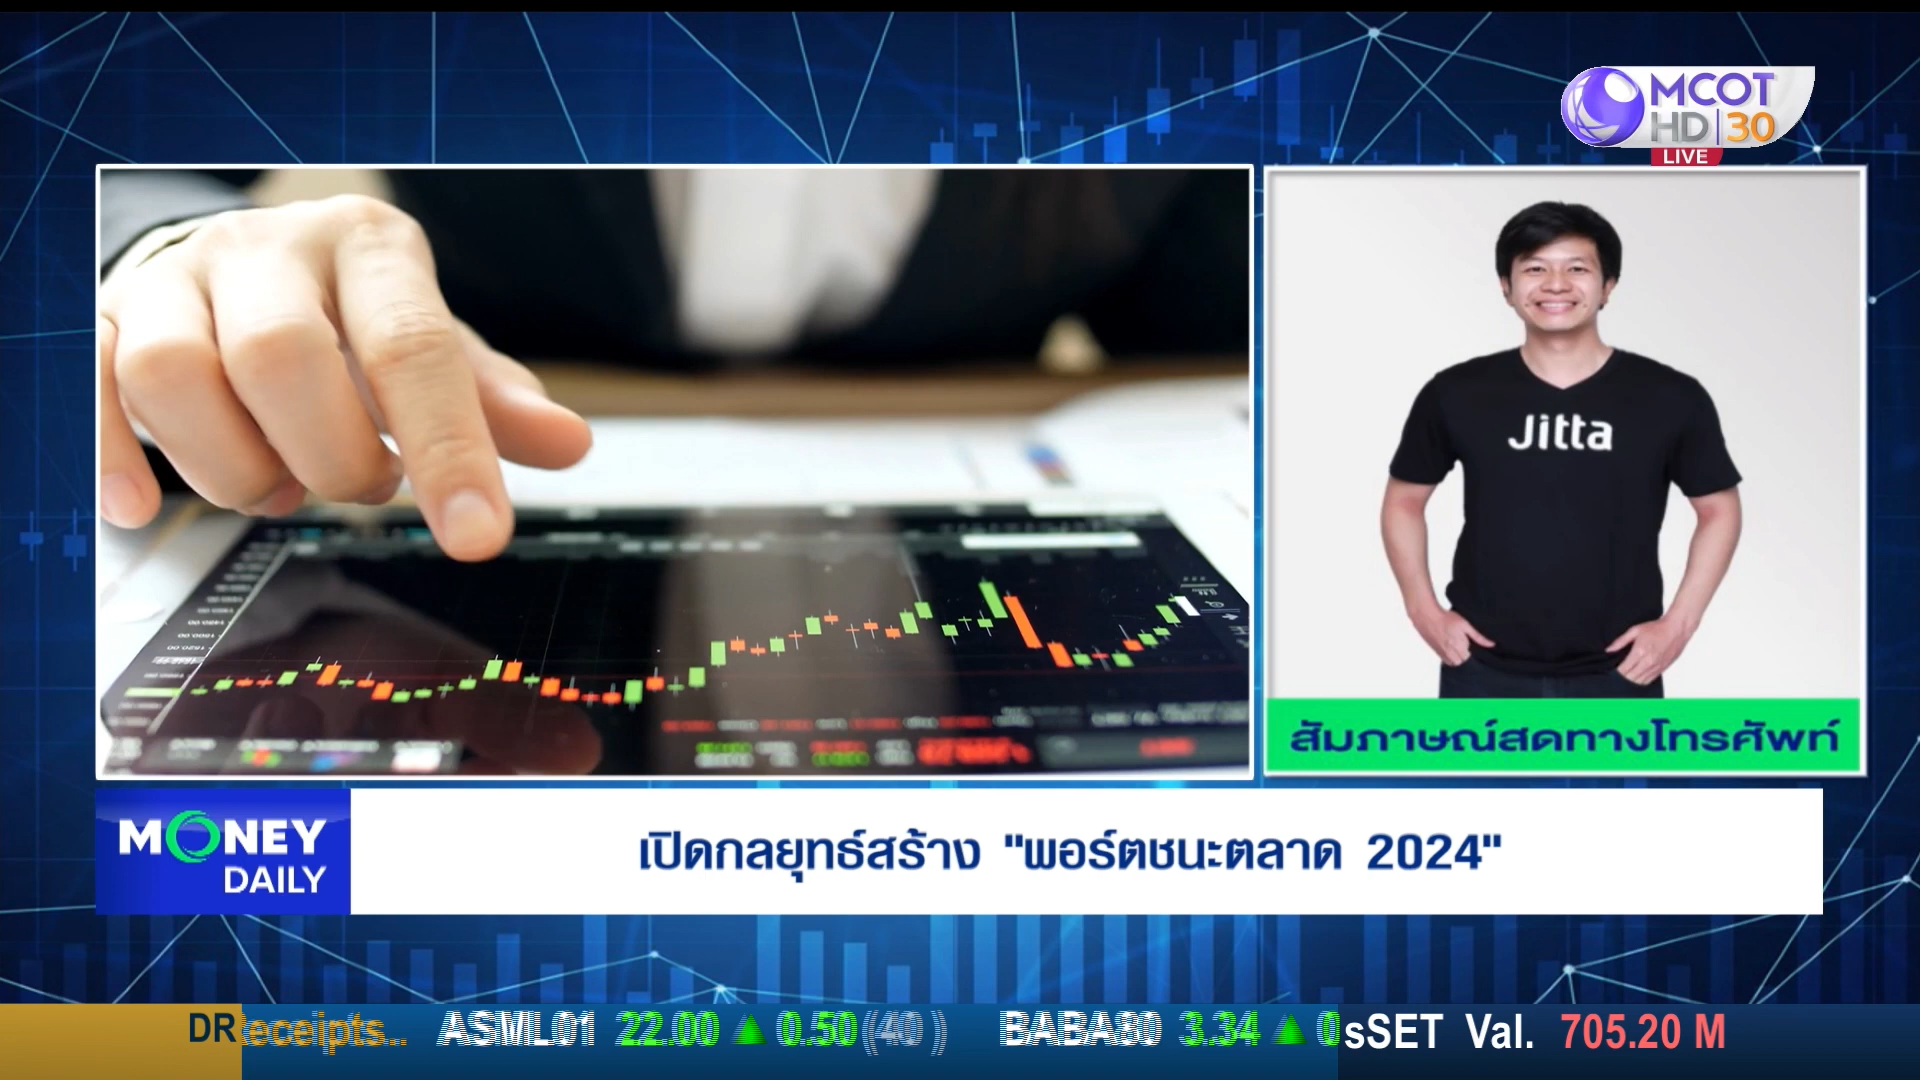 MCOT
HD 30
LIVE
Jitta
สัมภาษณ์สดทางโทรศัพท์
MONEY
DAILY
เปิดกลยุทธ์สร้าง "พอร์ตชนะตลาด 2024"
DReceipts... ASML01 22.00 ▲ 0.50 (40 ) BABA80 3.34 ▲ 0 sSET Val. 705.20 M